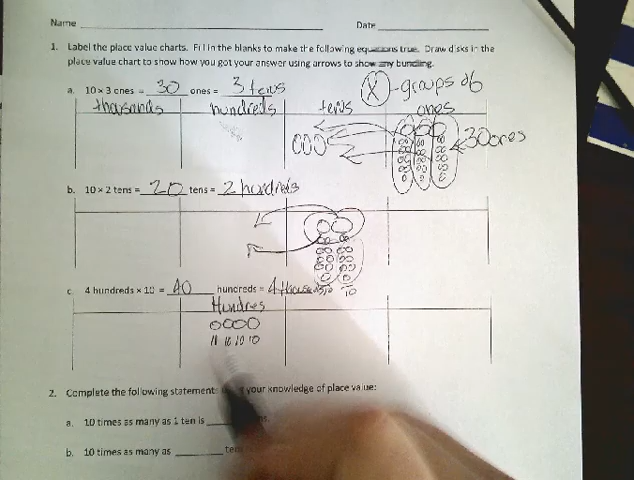 Name
Date
1. Label the place value charts. Fill in the blanks to make the following equations true. Draw disks in the
place value chart to show how you got your answer using arrows to show any bundling.
a. 10 × 3 ones = 30 ones = 3 tens
X - groups of
thousands hundreds tens ones
30 ones
b. 10 × 2 tens = 20 tens = 2 hundreds
10 10
c. 4 hundreds × 10 = 40 hundreds = 4
Hundres
10 10 10
2. Complete the following statements your knowledge of place value:
a. 10 times as many as 1 ten is
b. 10 times as many as